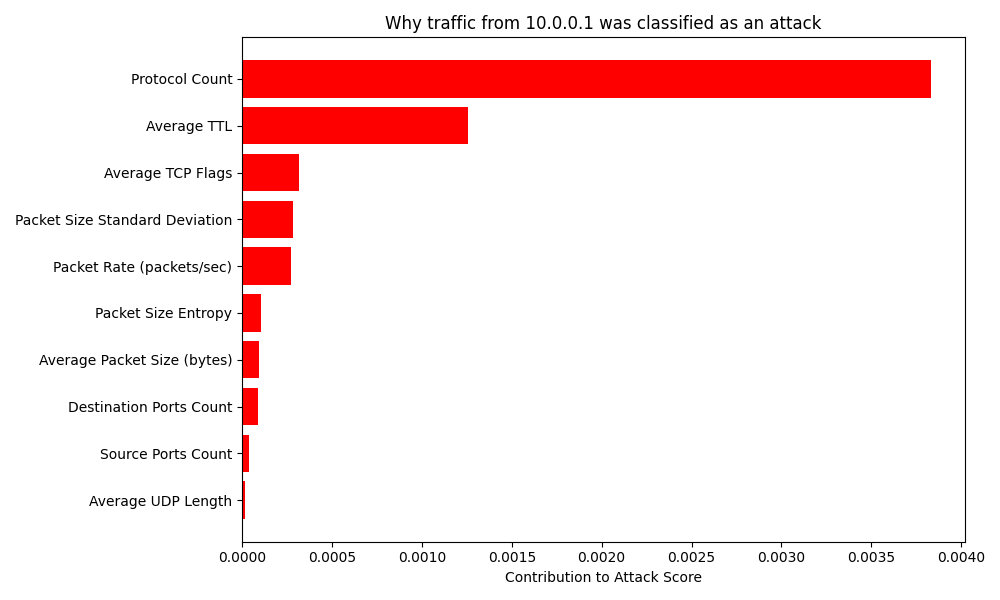 Why traffic from 10.0.0.1 was classified as an attack
Protocol Count
Average TTL
Average TCP Flags
Packet Size Standard Deviation
Packet Rate (packets/sec)
Packet Size Entropy
Average Packet Size (bytes)
Destination Ports Count
Source Ports Count
Average UDP Length
0.0000 0.0005 0.0010 0.0015 0.0020 0.0025 0.0030 0.0035 0.0040
Contribution to Attack Score